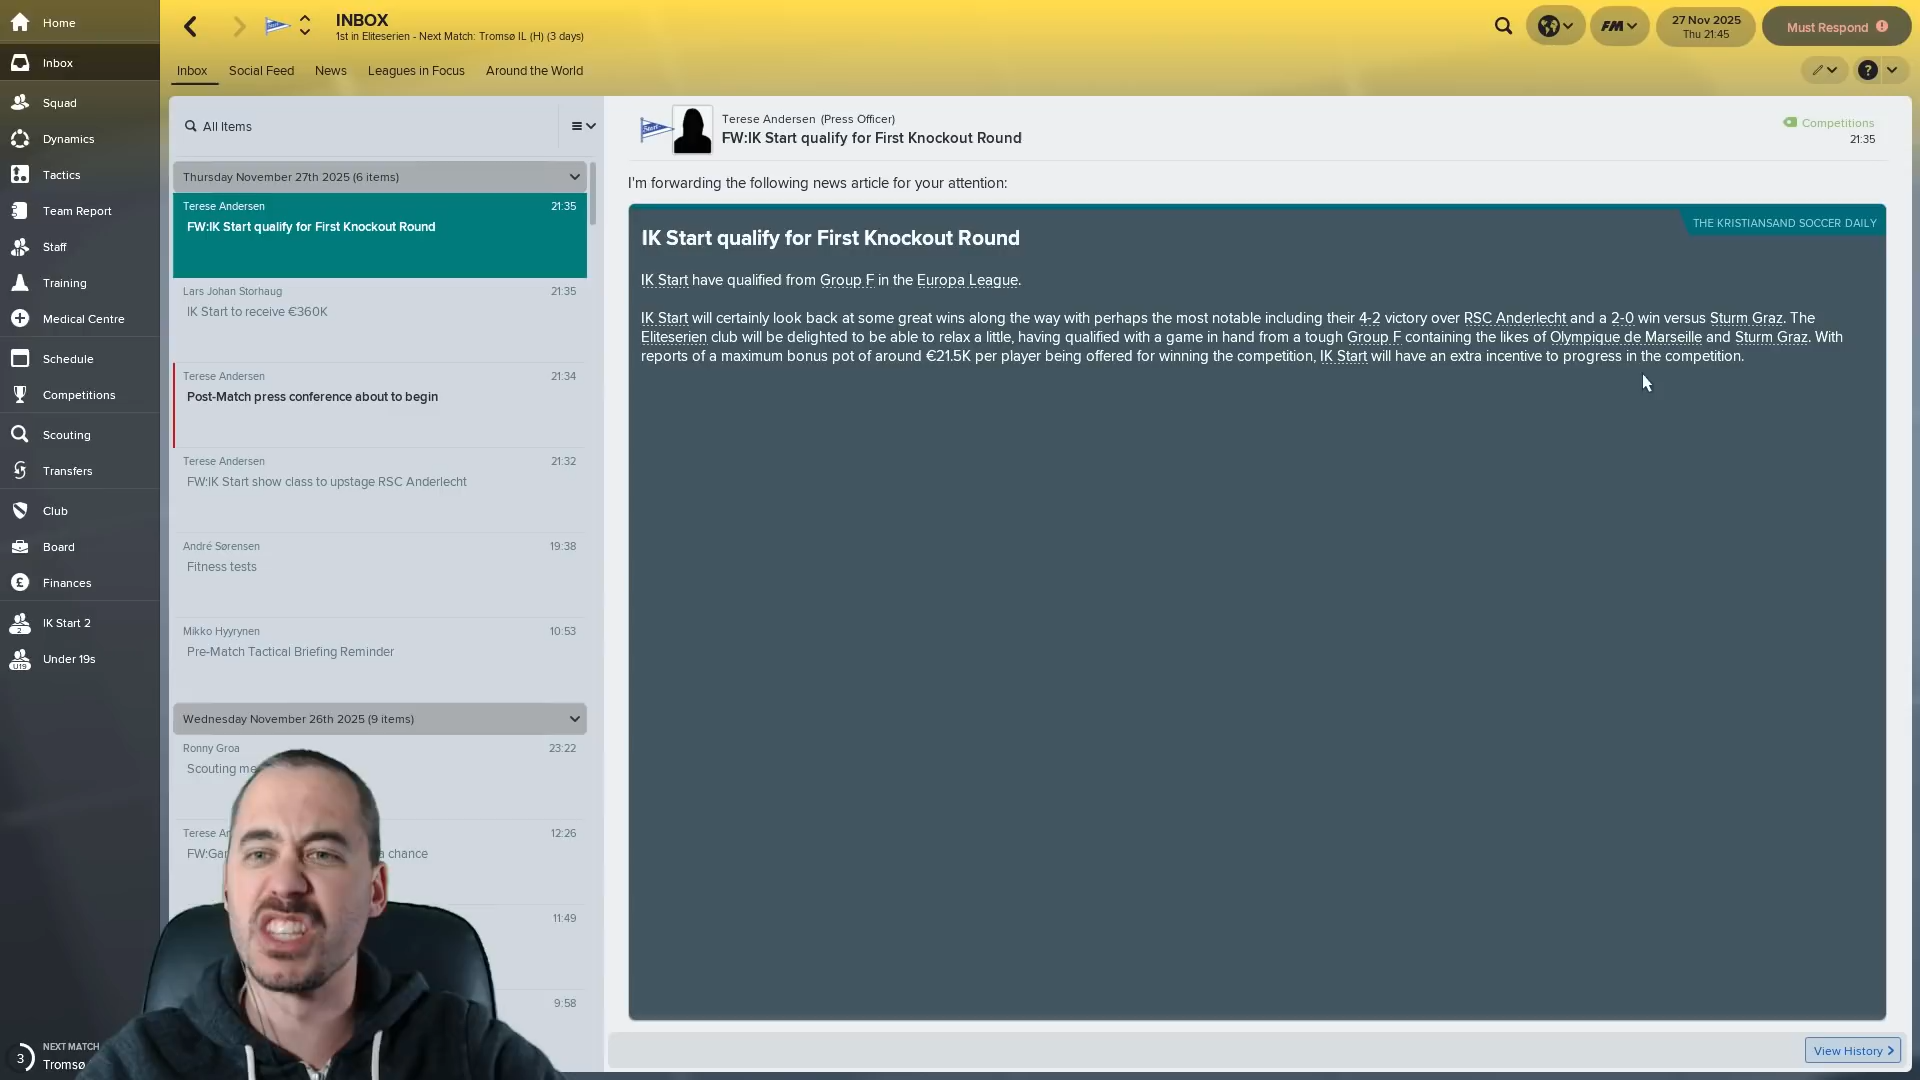 Home
Inbox
Squad
Dynamics
Tactics
Team Report
Staff
Training
Medical Centre
Schedule
Competitions
Scouting
Transfers
Club
Board
Finances
IK Start 2
2
Under 19s
U19
3
NEXT MATCH
Tromsø
Start
INBOX
1st in Eliteserien - Next Match: Tromsø IL (H) (3 days)
FM
27 Nov 2025
Thu 21:45
Must Respond
Inbox
Social Feed
News
Leagues in Focus
Around the World
?
All Items
Thursday November 27th 2025 (6 items)
Terese Andersen 21:35
FW:IK Start qualify for First Knockout Round
Lars Johan Storhaug 21:35
IK Start to receive €360K
Terese Andersen 21:34
Post-Match press conference about to begin
Terese Andersen 21:32
FW:IK Start show class to upstage RSC Anderlecht
André Sørensen 19:38
Fitness tests
Mikko Hyyrynen 10:53
Pre-Match Tactical Briefing Reminder
Wednesday November 26th 2025 (9 items)
Ronny Groa 23:22
Scouting
Terese 12:26
chance
11:49
9:58
Start
Terese Andersen (Press Officer)
FW:IK Start qualify for First Knockout Round
Competitions
21:35
I'm forwarding the following news article for your attention:
THE KRISTIANSAND SOCCER DAILY
IK Start qualify for First Knockout Round
IK Start have qualified from Group F in the Europa League.
IK Start will certainly look back at some great wins along the way with perhaps the most notable including their 4-2 victory over RSC Anderlecht and a 2-0 win versus Sturm Graz. The
Eliteserien club will be delighted to be able to relax a little, having qualified with a game in hand from a tough Group F containing the likes of Olympique de Marseille and Sturm Graz. With
reports of a maximum bonus pot of around €21.5K per player being offered for winning the competition, IK Start will have an extra incentive to progress in the competition.
View History